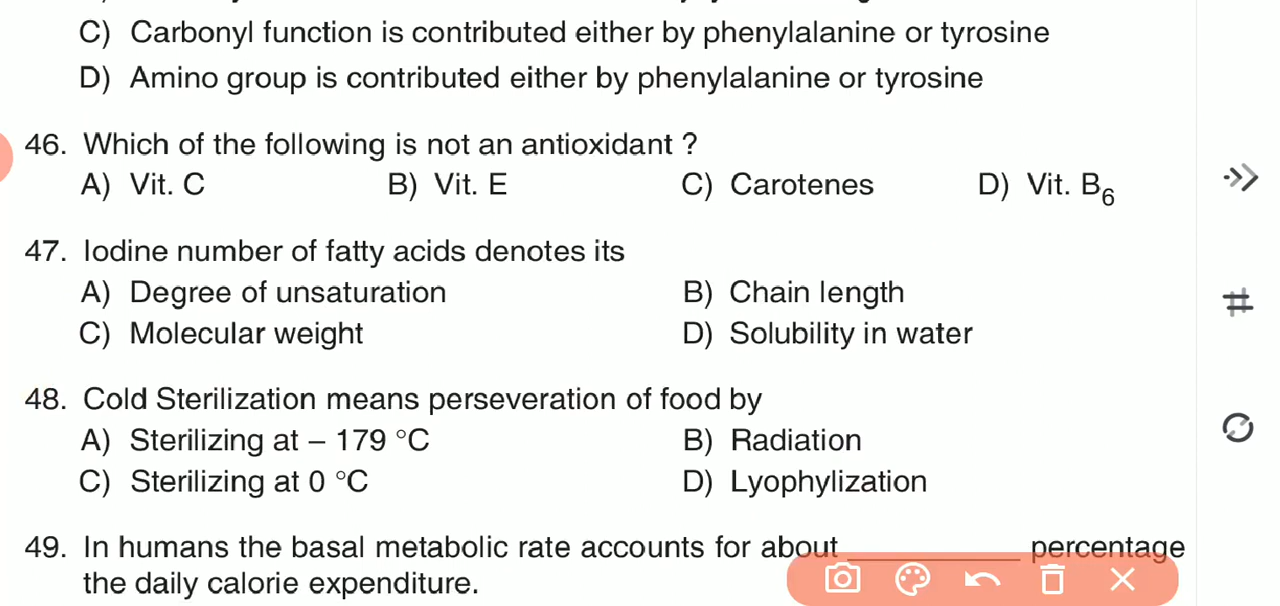 C) Carbonyl function is contributed either by phenylalanine or tyrosine
D) Amino group is contributed either by phenylalanine or tyrosine
46. Which of the following is not an antioxidant ?
A) Vit. C B) Vit. E C) Carotenes D) Vit. B6
47. Iodine number of fatty acids denotes its
A) Degree of unsaturation B) Chain length
C) Molecular weight D) Solubility in water
48. Cold Sterilization means perseveration of food by
A) Sterilizing at – 179 °C B) Radiation
C) Sterilizing at 0 °C D) Lyophylization
49. In humans the basal metabolic rate accounts for about __________ percentage
the daily calorie expenditure.